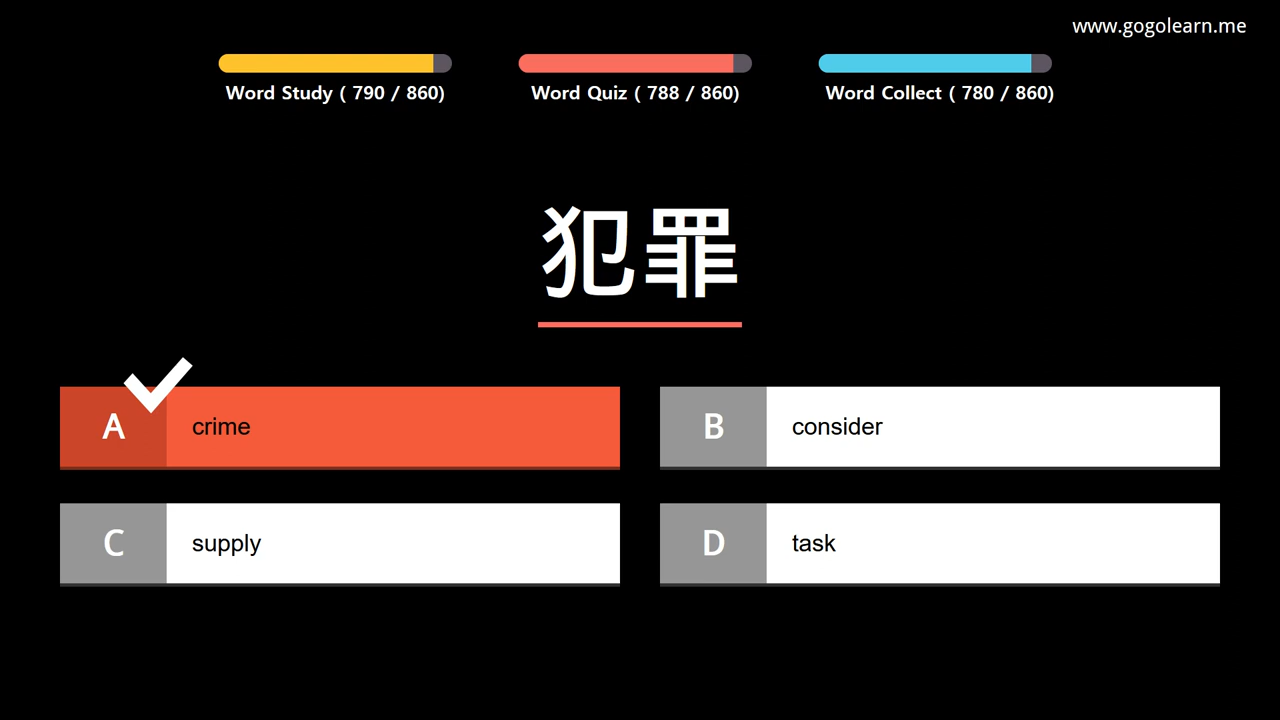 www.gogolearn.me
Word Study ( 790 / 860)
Word Quiz ( 788 / 860)
Word Collect ( 780 / 860)
犯罪
A crime
B consider
C supply
D task